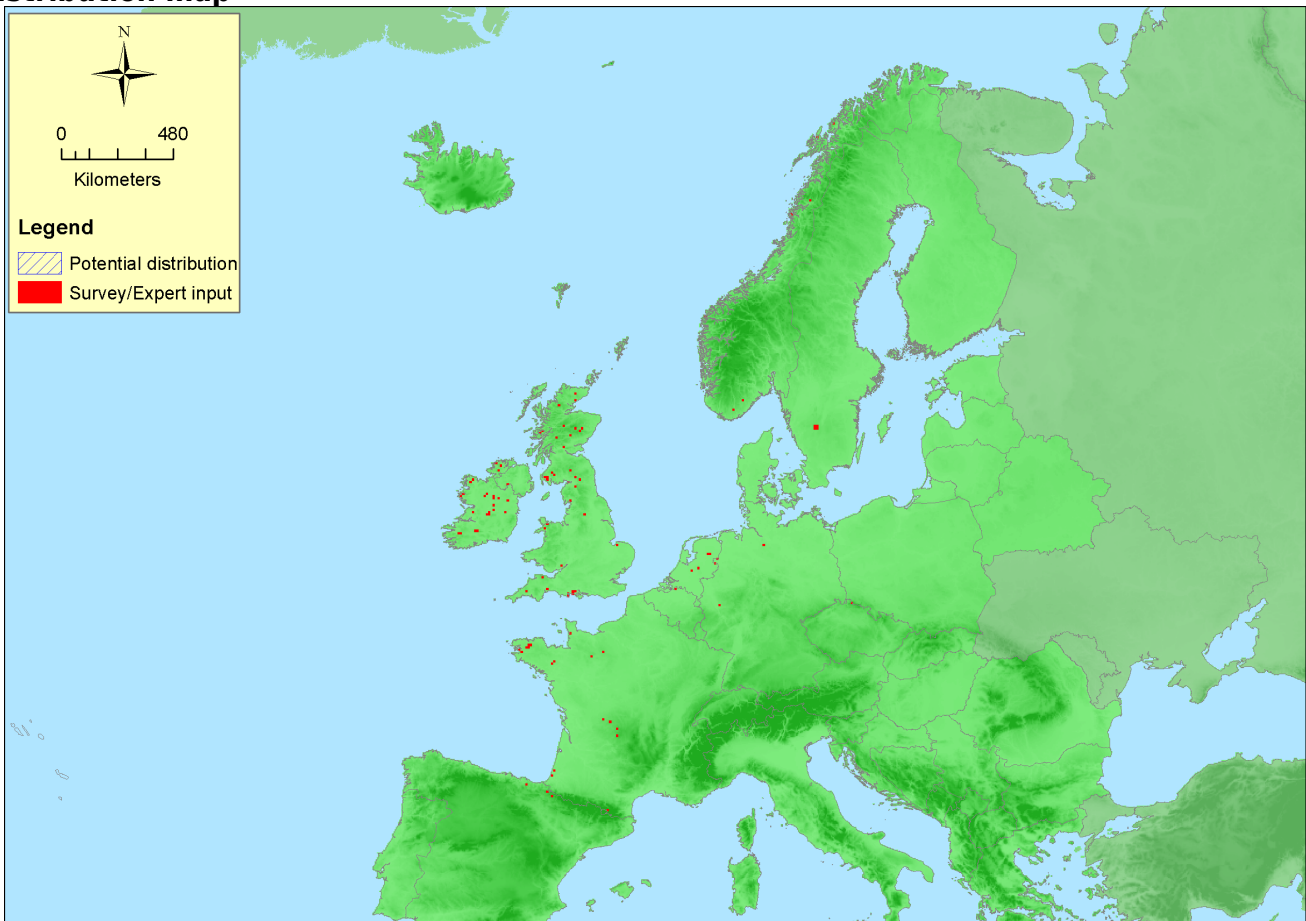 N
0 480
Kilometers
Legend
Potential distribution
Survey/Expert input